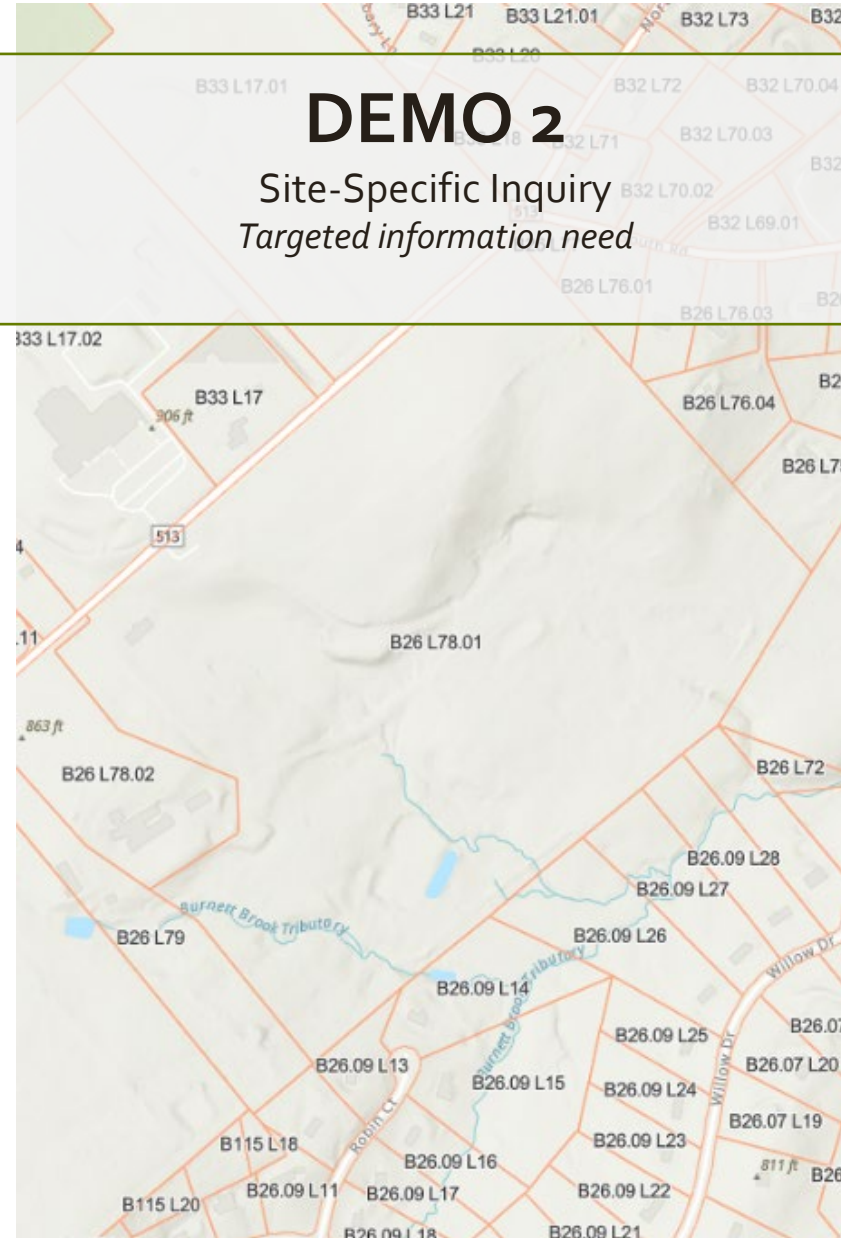 B33 L21
B33 L21.01
B32 L73
B33 L20
B33 L17.01
B32 L72
B32 L70.04
DEMO 2
B32 L71
B32 L70.03
Site-Specific Inquiry
B32 L70.02
513
B32 L69.01
Targeted information need
B26 L76.01
B26 L76.03
B33 L17.02
B33 L17
B26 L76.04
906 ft
513
B26 L78.01
863 ft
B26 L78.02
B26 L72
B26.09 L28
B26.09 L27
Burnett Brook Tributory
B26 L79
B26.09 L26
Willow Dr
B26.09 L14
Burnett Brook Tributory
B26.09 L25
B26.09 L13
B26.07 L20
B26.09 L15
Willow Dr
B26.09 L24
Robin Ct
B26.07 L19
B115 L18
B26.09 L23
B26.09 L16
811 ft
B26.09 L11
B26.09 L17
B26.09 L22
B115 L20
B26.09 L18
B26.09 L21